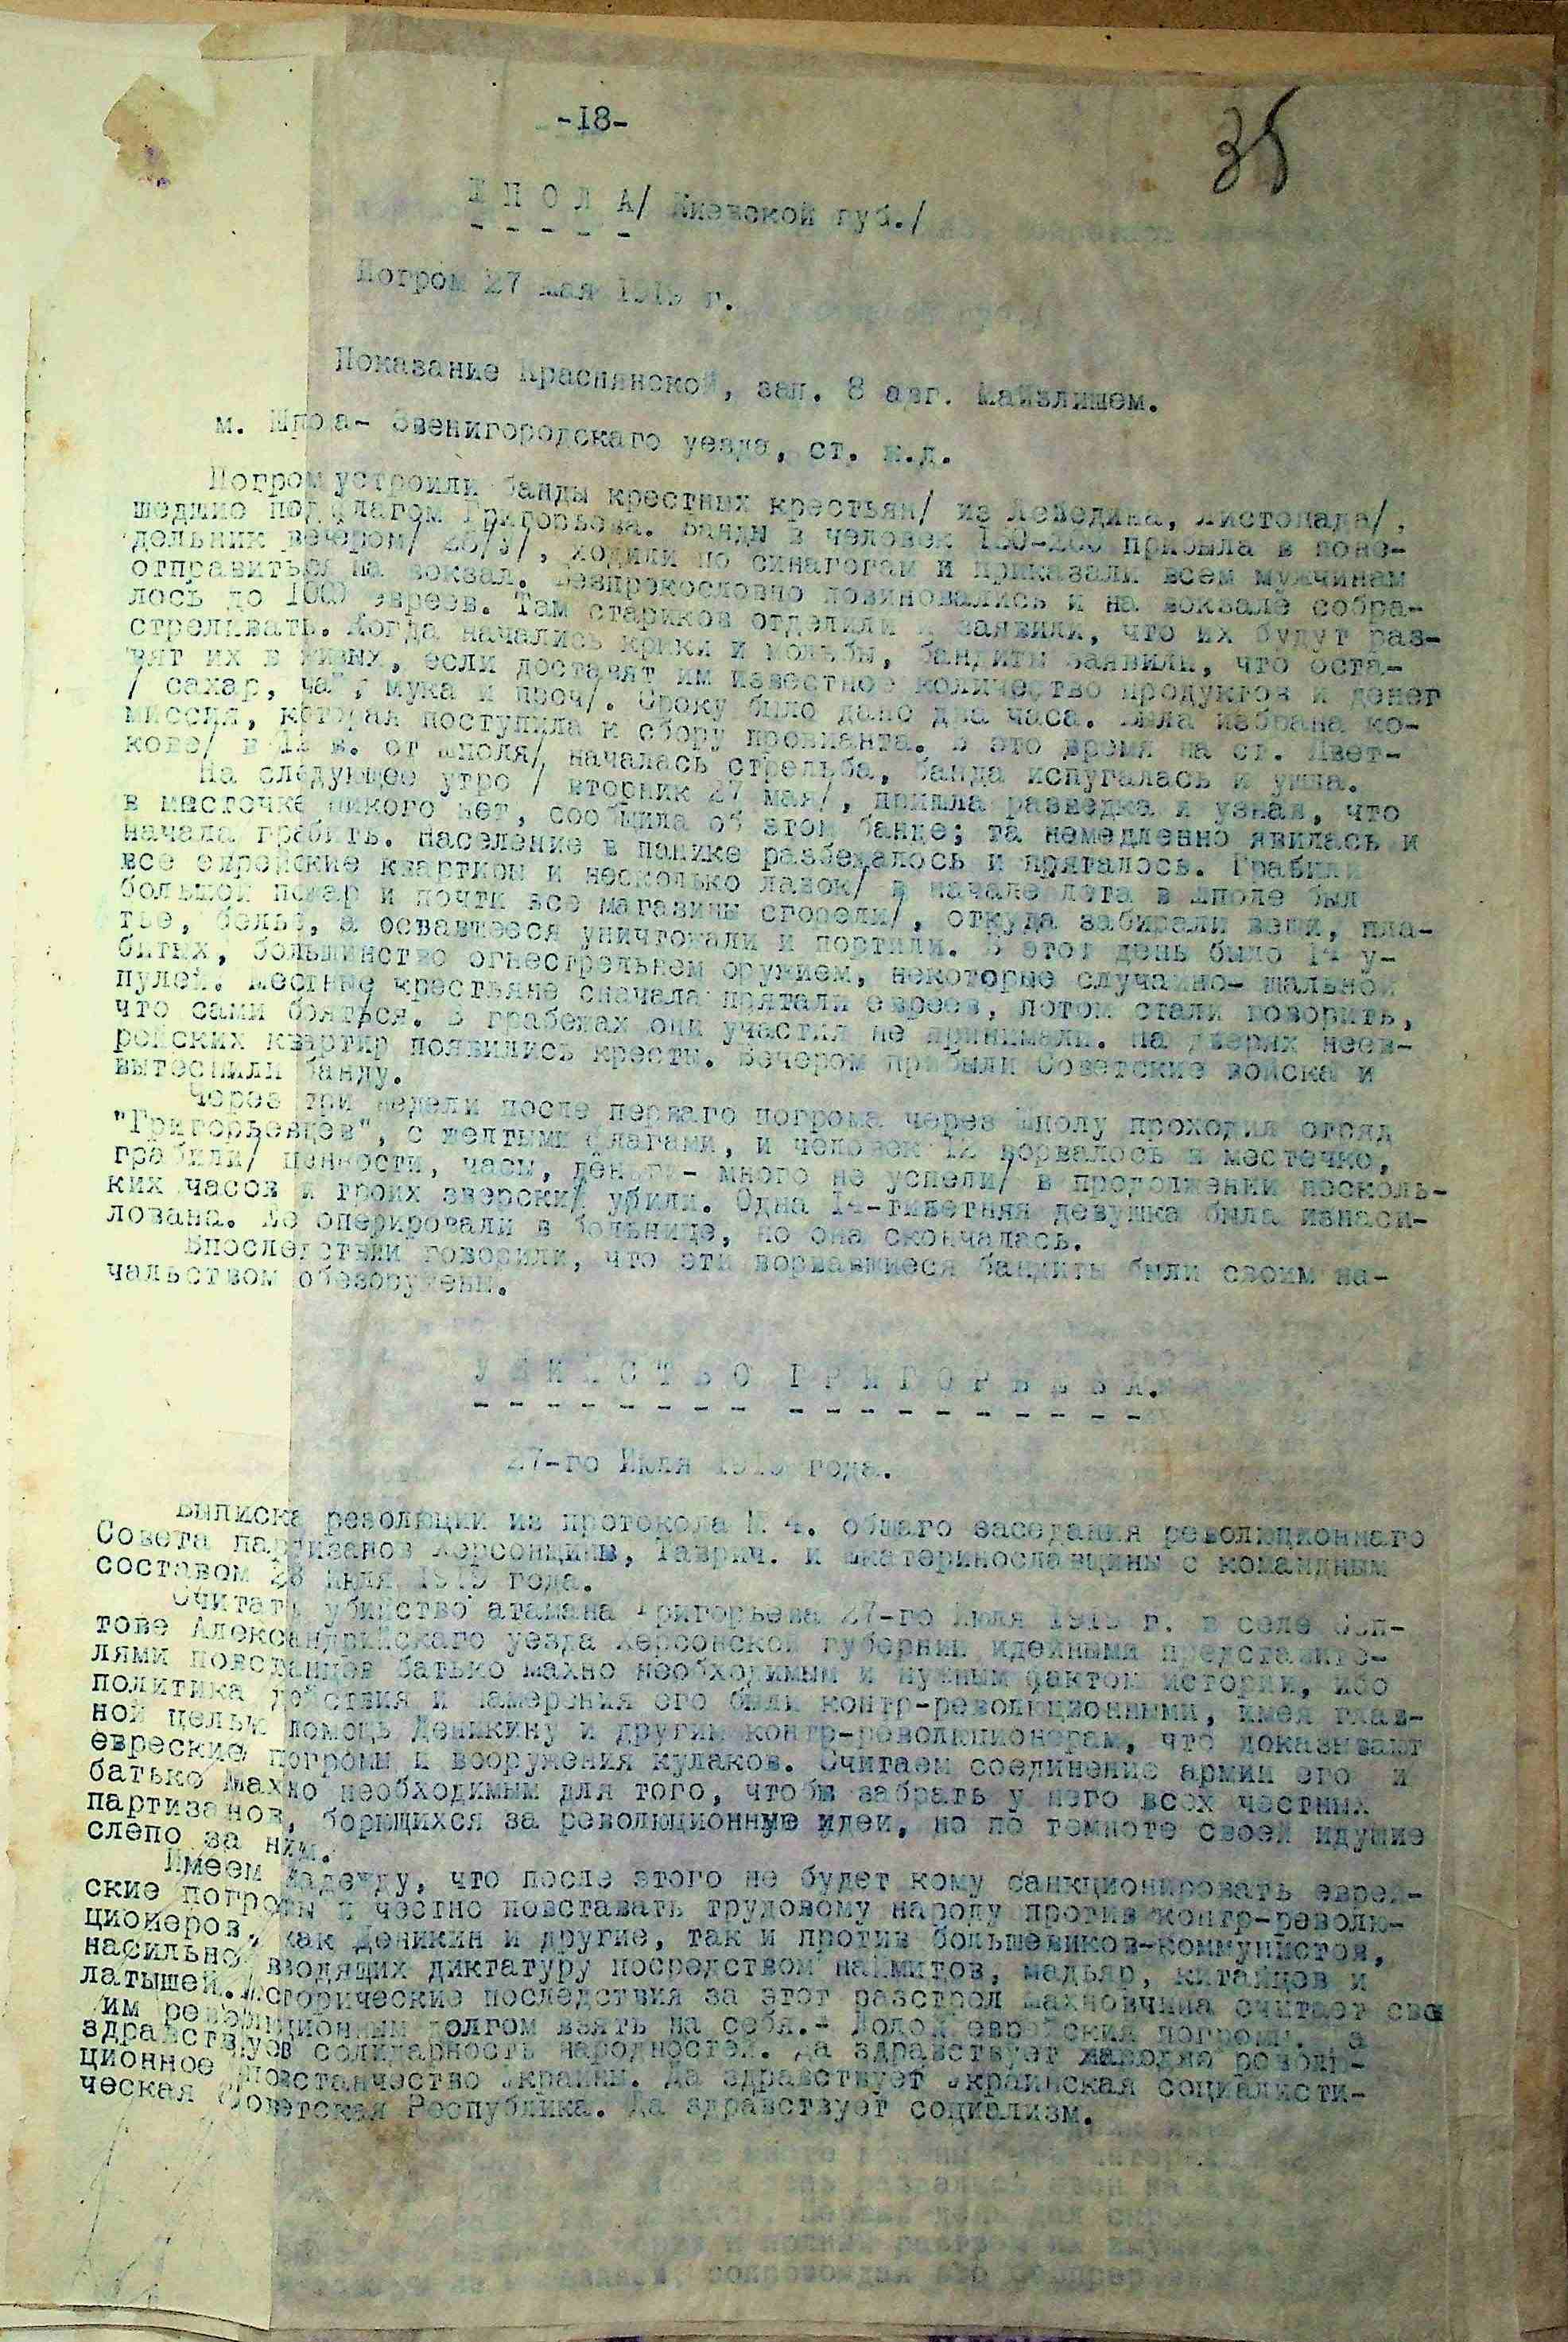 -18-
35
Ш П О Л А/ Киевской губ./
Погром 27 мая 1919 г.
Показание Краснянской, зап. 8 авг. Майзлишем.
м. Шпола- Звенигородскаго уезда, ст. ж.д.
Погром устроили банды крестных крестьян/ из Лебедина, Листопада/,
шедшие под флагом Григорьева. Банды в человек 150-200 прибыла в поне-
дельник вечером/ 26/У/, ходили по синагогам и приказали всем мужчинам
отправиться на вокзал. Безпрекословно повиновались и на вокзале собра-
лось до 1000 евреев. Там стариков отделили и заявили, что их будут раз-
стреливать. Когда начались крики и мольбы, бандиты заявили, что оста-
вят их в живых, если доставят им известное количество продуктов и денег
/ сахар, чай, мука и проч/. Сроку было дано два часа. Была избрана ко-
миссия, которая поступила к сбору провианта. В это время на ст. Цвет-
кове/ в 12 в. от Шполя/, началась стрельба, банда испугалась и ушла.
На следующее утро / вторник 27 мая/, пришла разведка и узнав, что
в местечке никого нет, сообщила об этом банде; та немедленно явилась и
начала грабить. Население в панике разбежалось и пряталось. Грабили
все еврейские квартиры и несколько лавок/ в начале лета в Шполе был
большой пожар и почти все магазины сгорели/, откуда забирали вещи, пла-
тье, белье, а оставшееся уничтожали и портили. В этот день было 14 у-
битых, большинство огнестрельнем оружием, некоторые случайно- шальной
пулей. Местные крестьяне сначала прятали евреев, потом стали говорить,
что сами бояться. В грабежах они участия не принимали. На дверях неев-
рейских квартир появились кресты. Вечером прибыли Советские войска и
вытеснили банду.
Через три недели после перваго погрома через Шполу проходил отряд
"Григорьевцев", с желтыми флагами, и человек 12 ворвалось в местечко,
грабили/ ценности, часы, деньги- много не успели/ в продолжении несколь-
ких часов и троих зверски/ убили. Одна 14-тилетняя девушка была изнаси-
лована. Ее оперировали в больнице, но она скончалась.
Впоследствии говорили, что эти ворвавшиеся бандиты были своим на-
чальством обезоружены.
У Б И Й С Т В О Г Р И Г О Р Ь Е В А.
27-го Июля 1919 года.
Выписка резолюции из протокола № 4. общаго заседания революционнаго
Совета партизанов Херсонщины, Таврич. и Екатеринославщины с командным
составом 28 июля 1919 года.
Считать убийство атамана Григорьева 27-го Июля 1919 г. в селе Сен-
тове Александрийскаго уезда Херсонской губернии идейными представите-
лями повстанцев батько Махно необходимым и нужным фактом истории, ибо
политика действия и намерения его были контр-революционными, имея глав-
ной целью помощь Деникину и другим контр-революционерам, что доказывают
евреские погромы и вооружения кулаков. Считаем соединение армии его и
батько Махно необходимым для того, чтобы забрать у него всех честных
партизанов, борющихся за революционную идеи, но по темноте своей идущие
слепо за ним.
Имеем надежду, что после этого не будет кому санкционировать еврей-
ские погромы и честно повставать трудовому народу против контр-револю-
ционеров, как Деникин и другие, так и против большевиков-коммунистов,
насильно вводящих диктатуру посредством наймитов, мадьяр, китайцев и
латышей. Исторические последствия за этот разстрел махновчина считает сво
им революционным долгом взять на себя.- Долой еврейския погромы. Да
здравствует солидарность народностей. Да здравствует народно револю-
ционное повстанчество Украины. Да здравствует Украинская социалисти-
ческая Советская Республика. Да здравствует социализм.